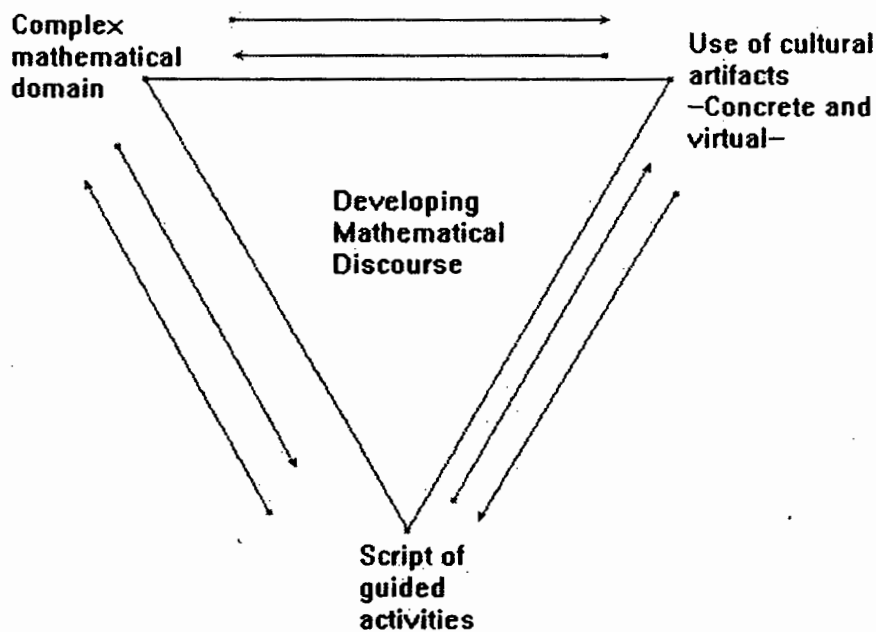 Complex
mathematical
domain
Use of cultural
artifacts
–Concrete and
virtual–
Developing
Mathematical
Discourse
Script of
guided
activities